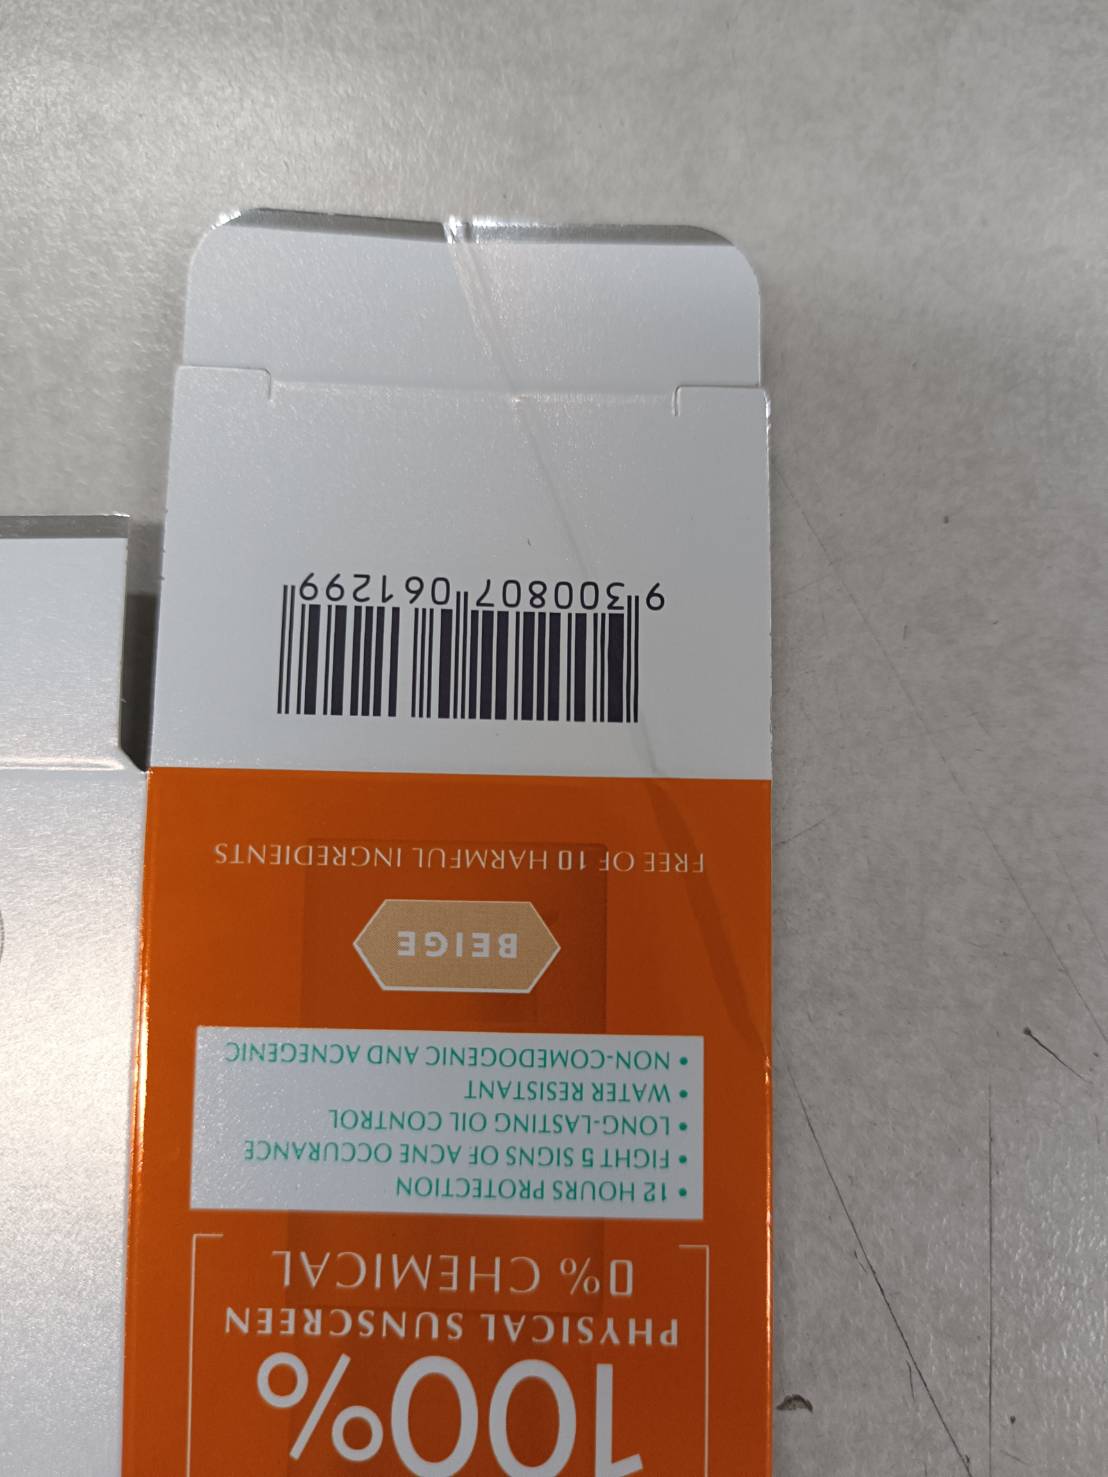 100%
PHYSICAL SUNSCREEN
0% CHEMICAL
• 12 HOURS PROTECTION
• FIGHT 5 SIGNS OF ACNE OCCURANCE
• LONG-LASTING OIL CONTROL
• WATER RESISTANT
• NON-COMEDOGENIC AND ACNEGENIC
BEIGE
FREE OF 10 HARMFUL INGREDIENTS
9 300807 061299